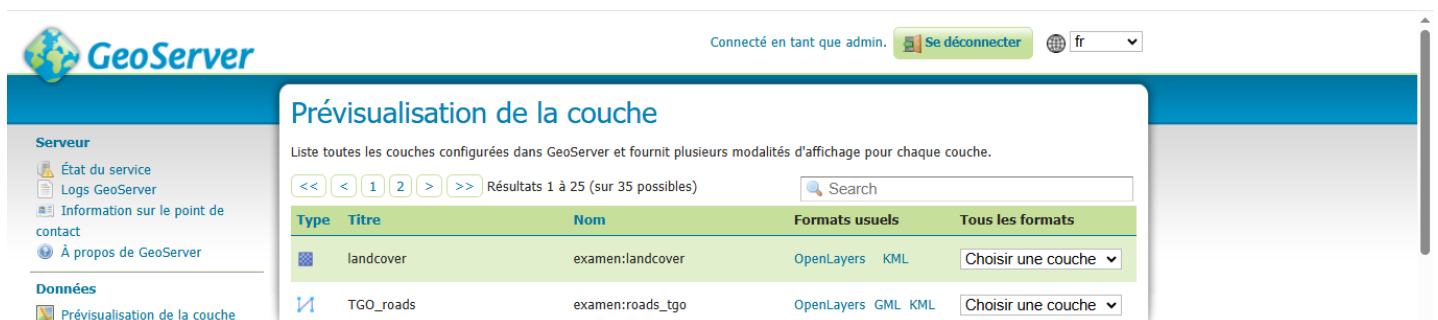 GeoServer
Connecté en tant que admin. Se déconnecter fr
Prévisualisation de la couche
Liste toutes les couches configurées dans GeoServer et fournit plusieurs modalités d'affichage pour chaque couche.
<< < 1 2 > >> Résultats 1 à 25 (sur 35 possibles) Search
Type Titre Nom Formats usuels Tous les formats
landcover examen:landcover OpenLayers KML Choisir une couche
TGO_roads examen:roads_tgo OpenLayers GML KML Choisir une couche
Serveur
État du service
Logs GeoServer
Information sur le point de
contact
À propos de GeoServer
Données
Prévisualisation de la couche